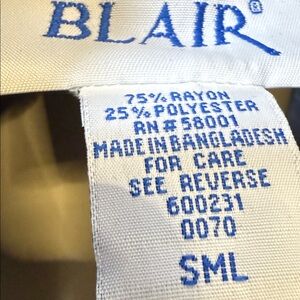 BLAIR®
75% RAYON
25% POLYESTER
RN#58001
MADE IN BANGLADESH
FOR CARE
SEE REVERSE
600231
0070
SML